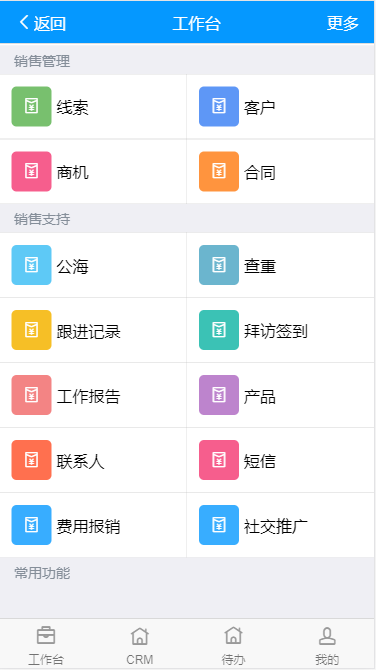 返回 工作台 更多
销售管理
线索 客户
商机 合同
销售支持
公海 查重
跟进记录 拜访签到
工作报告 产品
联系人 短信
费用报销 社交推广
常用功能
工作台 CRM 待办 我的